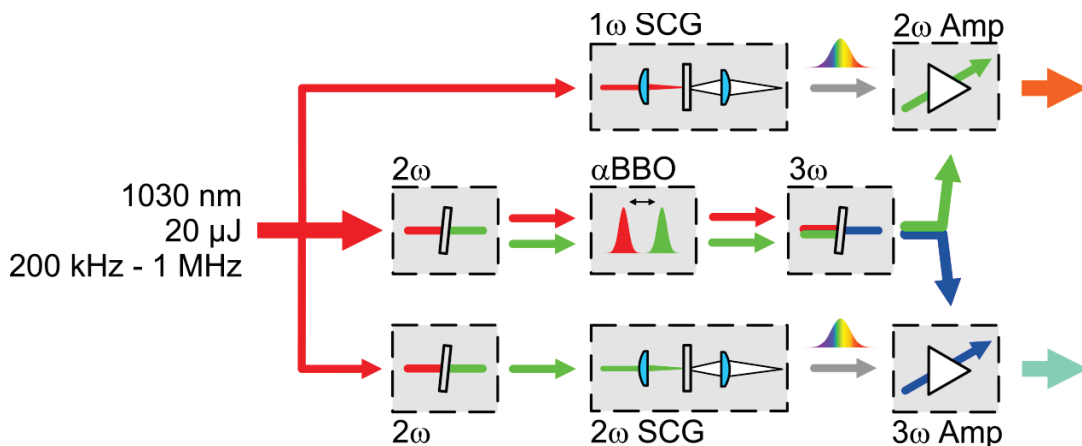 1ω SCG
2ω Amp
2ω
αBBO
3ω
1030 nm
20 µJ
200 kHz - 1 MHz
2ω
2ω SCG
3ω Amp